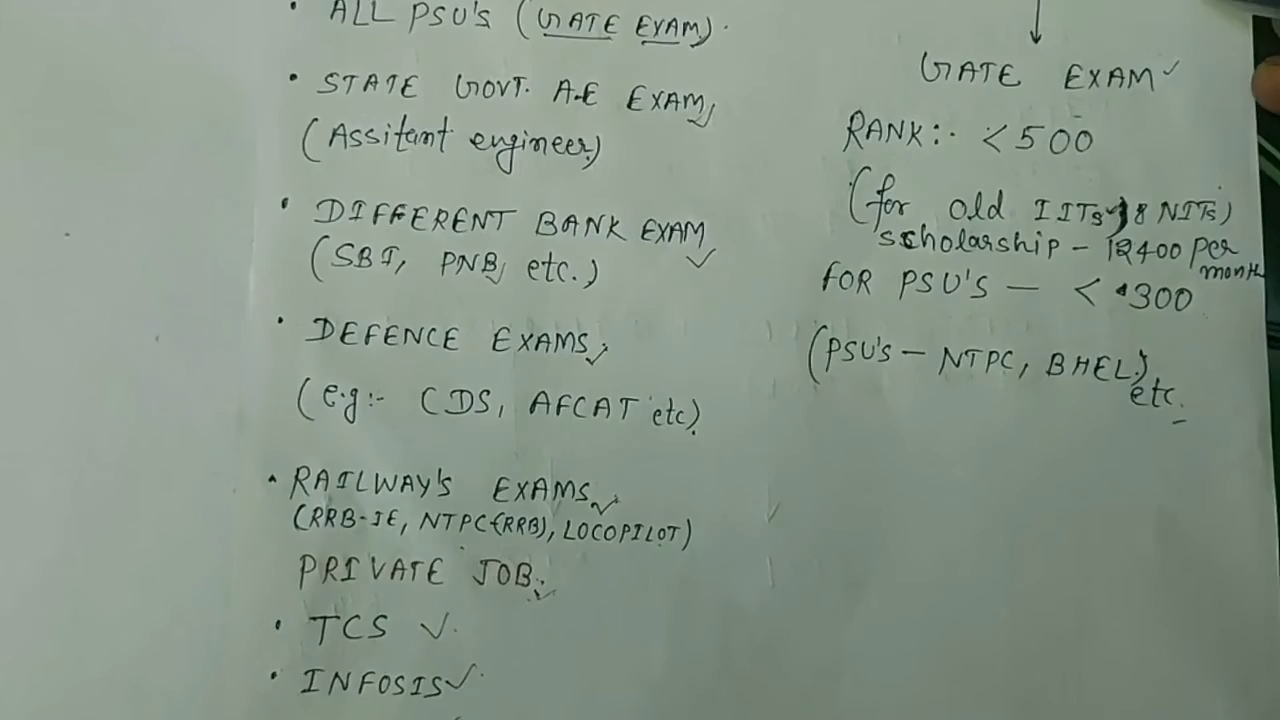 • ALL PSU'S (GATE EXAM).
• STATE GOVT. A.E EXAM
(Assitant engineer)
• DIFFERENT BANK EXAM
(SBI, PNB, etc.)
• DEFENCE EXAMS
(e.g:- CDS, AFCAT etc).
• RAILWAY'S EXAMS
(RRB-JE, NTPC(RRB), LOCOPILOT)
PRIVATE JOB:
• TCS ✓
• INFOSIS ✓
GATE EXAM ✓
RANK:- <500
(for old IITs, 8 NITs)
scholarship - 12400 per
month
FOR PSU'S — < 300
(PSU'S — NTPC, BHEL)
etc.